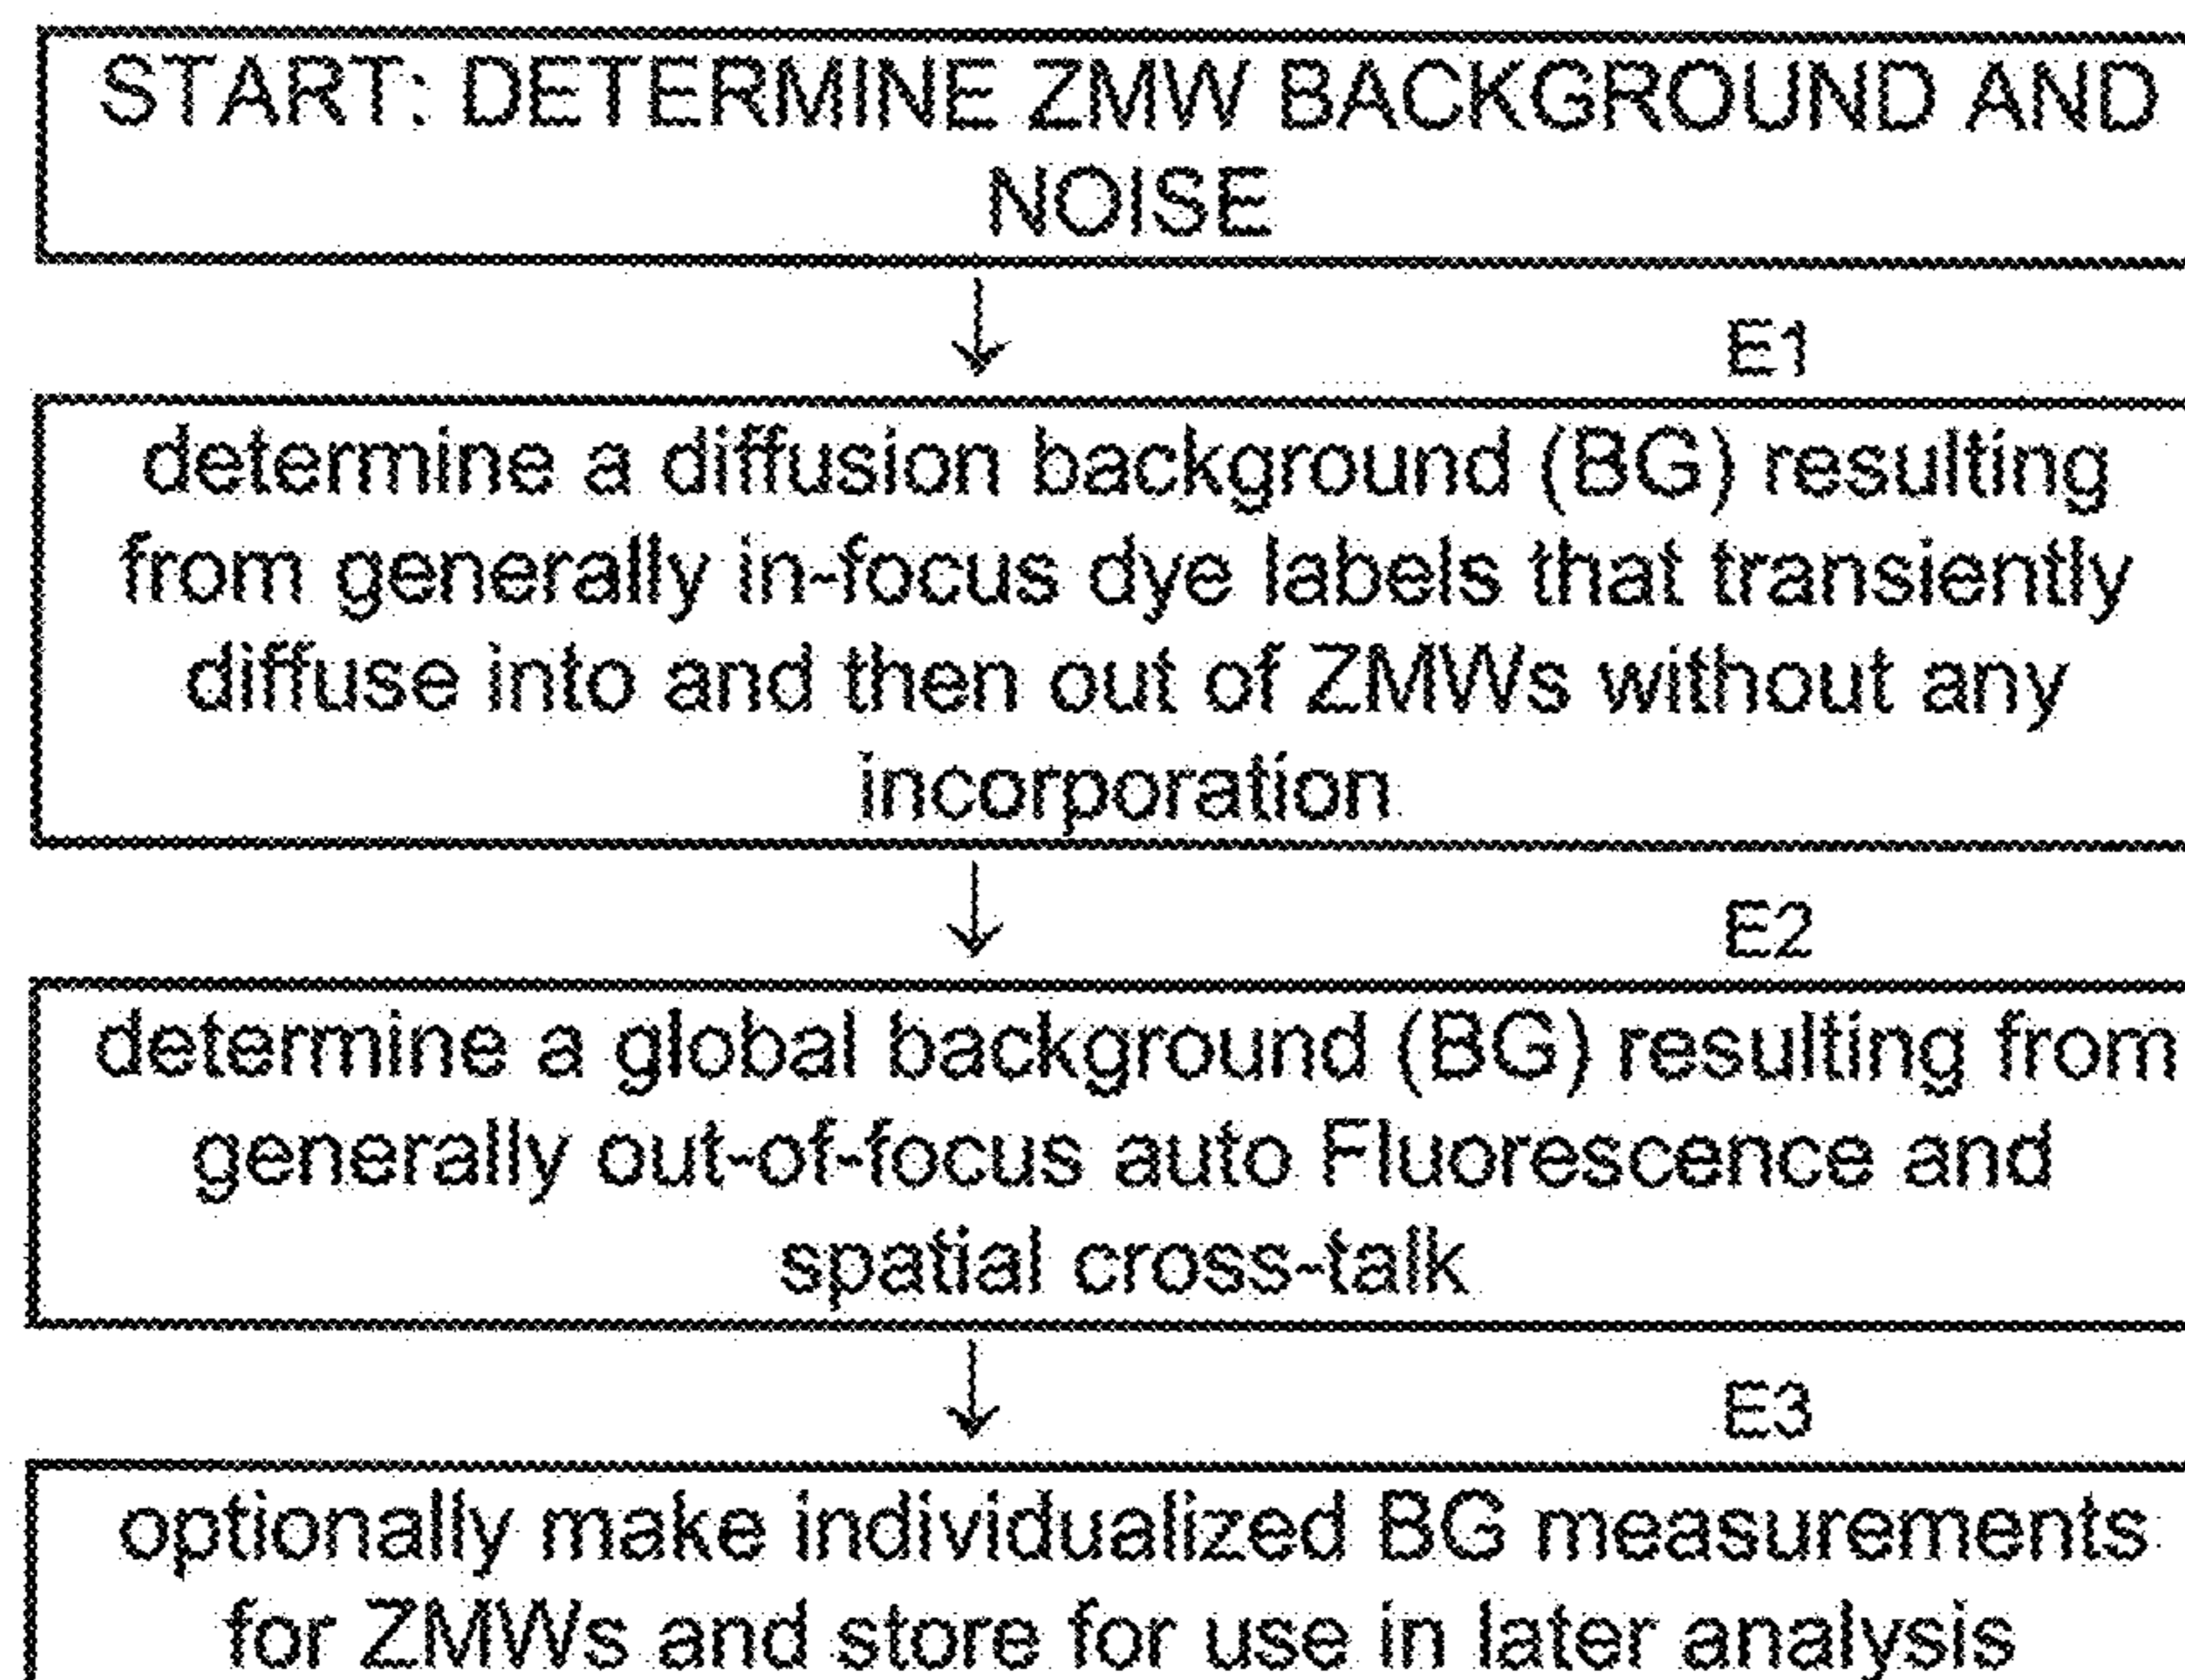 START: DETERMINE ZMW BACKGROUND AND
NOISE
E1
determine a diffusion background (BG) resulting
from generally in-focus dye labels that transiently
diffuse into and then out of ZMWs without any
incorporation
E2
determine a global background (BG) resulting from
generally out-of-focus auto Fluorescence and
spatial cross-talk
E3
optionally make individualized BG measurements
for ZMWs and store for use in later analysis